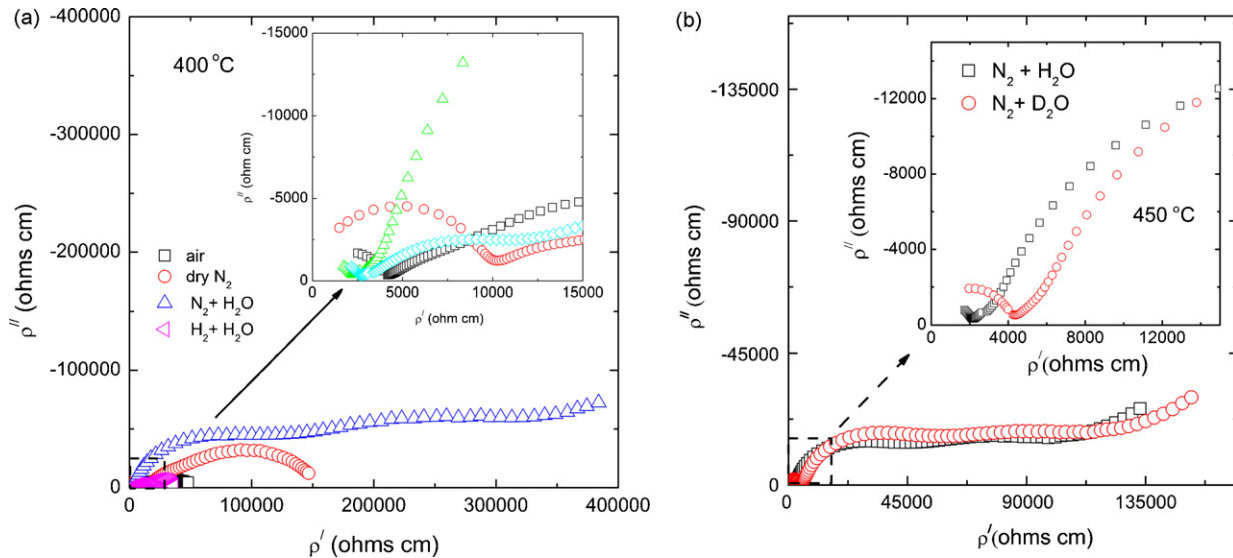 (a)
400 °C
-400000
-300000
-200000
-100000
0
ρ// (ohms cm)
0 100000 200000 300000 400000
ρ/ (ohms cm)
air
dry N2
N2+ H2O
H2+ H2O
-15000
-10000
-5000
0
ρ// (ohms cm)
0 5000 10000 15000
ρ/ (ohm cm)
(b)
-135000
-90000
-45000
0
ρ// (ohms cm)
0 45000 90000 135000
ρ/(ohms cm)
N2 + H2O
N2+ D2O
450 °C
-12000
-8000
-4000
0
ρ// (ohms cm)
0 4000 8000 12000
ρ/(ohms cm)